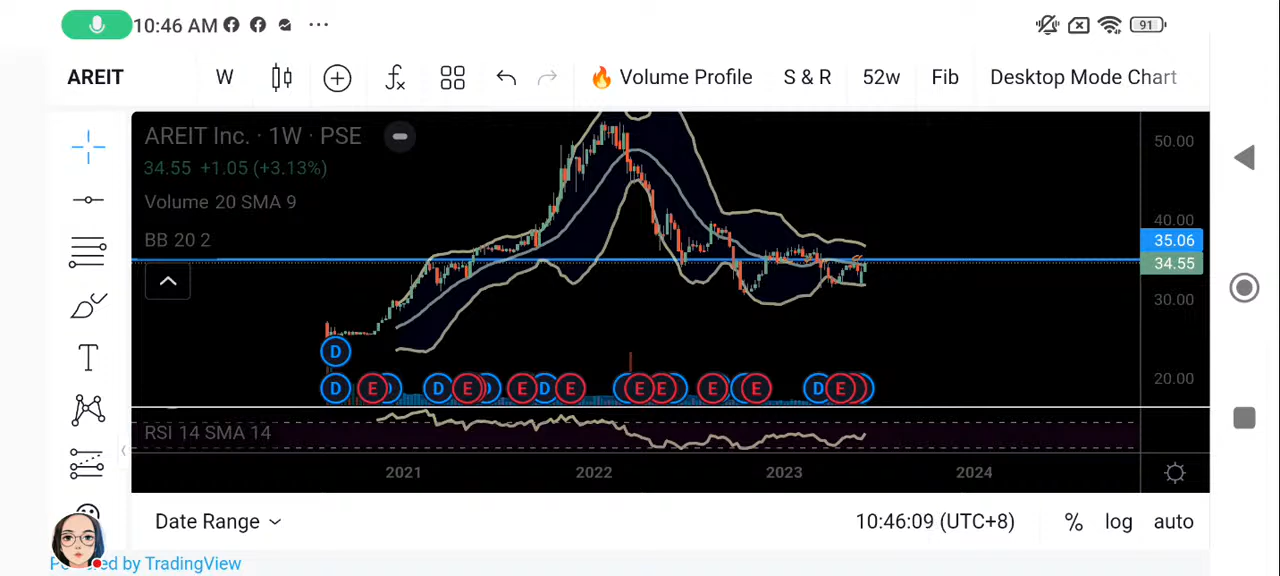 10:46 AM 91
AREIT W Volume Profile S & R 52w Fib Desktop Mode Chart
AREIT Inc. · 1W · PSE
34.55 +1.05 (+3.13%)
Volume 20 SMA 9
BB 20 2
50.00
40.00
35.06
34.55
30.00
20.00
D
D E D E D E D E E E E E D E
RSI 14 SMA 14
2021 2022 2023 2024
Date Range 10:46:09 (UTC+8) % log auto
ed by TradingView